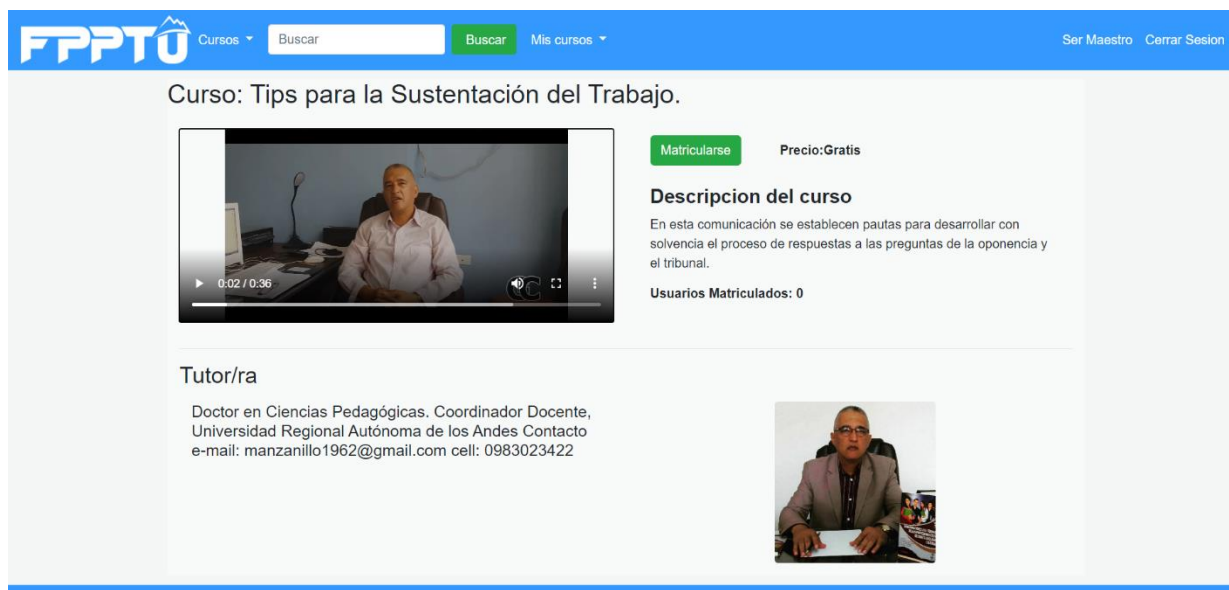 FPPTU Cursos Buscar Buscar Mis cursos Ser Maestro Cerrar Sesion
Curso: Tips para la Sustentación del Trabajo.
0:02 / 0:36
Matricularse Precio:Gratis
Descripcion del curso
En esta comunicación se establecen pautas para desarrollar con
solvencia el proceso de respuestas a las preguntas de la oponencia y
el tribunal.
Usuarios Matriculados: 0
Tutor/ra
Doctor en Ciencias Pedagógicas. Coordinador Docente,
Universidad Regional Autónoma de los Andes Contacto
e-mail: manzanillo1962@gmail.com cell: 0983023422